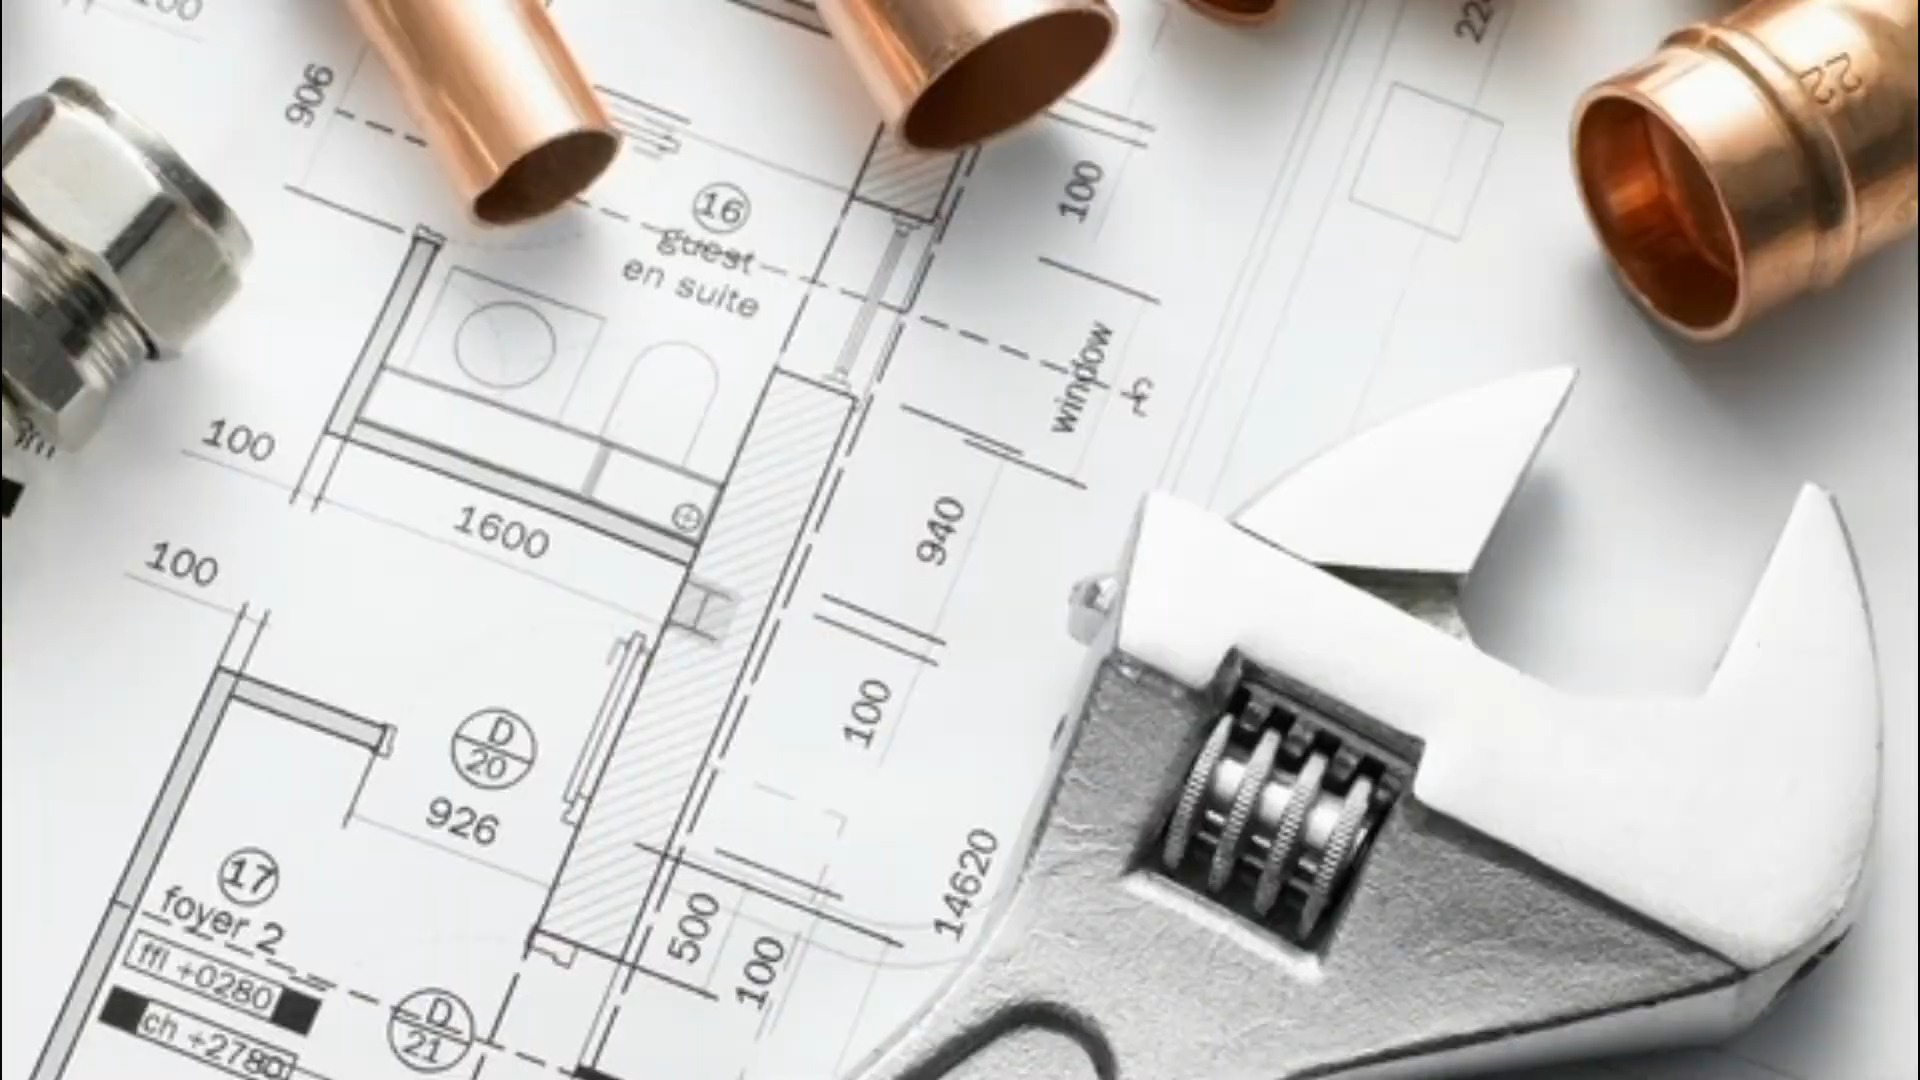 906
22
16
guest
en suite
100
window
100
1600
940
100
D
20
926
100
17
foyer 2
ffl +0280
ch +2780
D
21
500
100
14620